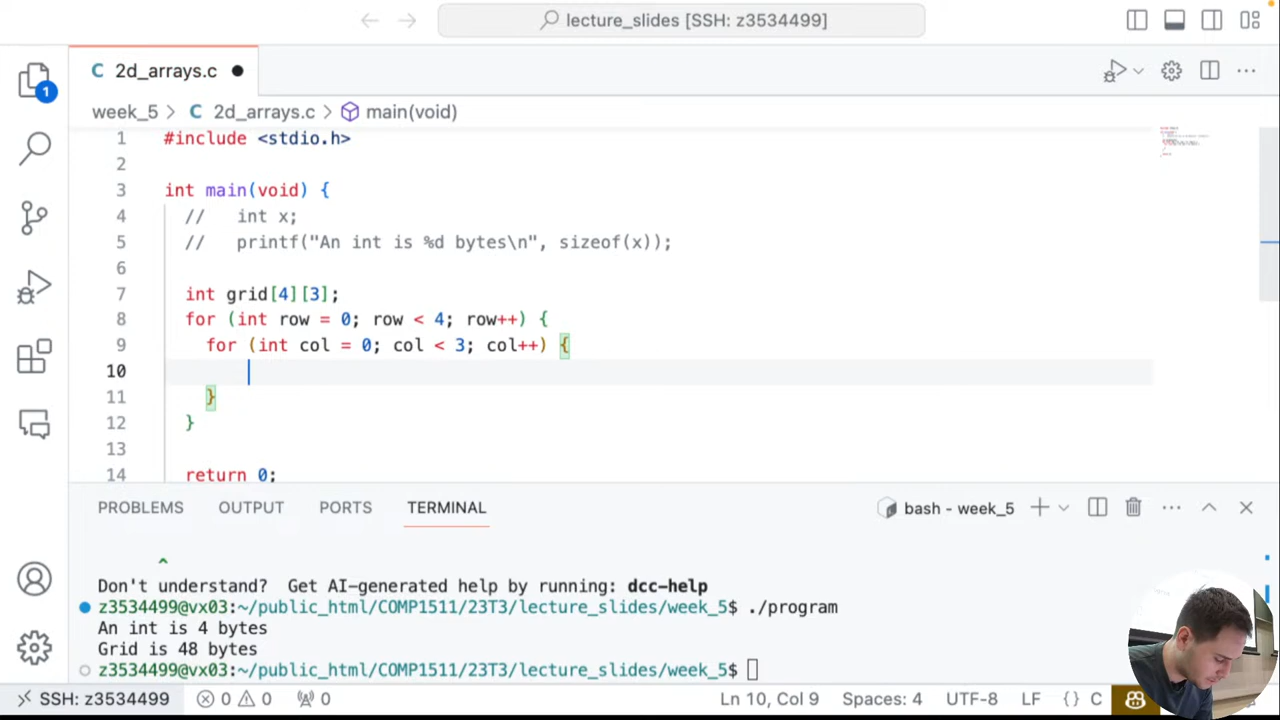 lecture_slides [SSH: z3534499]
C 2d_arrays.c
week_5 > C 2d_arrays.c > main(void)
1
1 #include <stdio.h>
2
3 int main(void) {
4 // int x;
5 // printf("An int is %d bytes\n", sizeof(x));
6
7 int grid[4][3];
8 for (int row = 0; row < 4; row++) {
9 for (int col = 0; col < 3; col++) {
10
11 }
12 }
13
14 return 0;
PROBLEMS OUTPUT PORTS TERMINAL bash - week_5
^
Don't understand? Get AI-generated help by running: dcc-help
z3534499@vx03:~/public_html/COMP1511/23T3/lecture_slides/week_5$ ./program
An int is 4 bytes
Grid is 48 bytes
z3534499@vx03:~/public_html/COMP1511/23T3/lecture_slides/week_5$
SSH: z3534499 0 0 0 Ln 10, Col 9 Spaces: 4 UTF-8 LF {} C